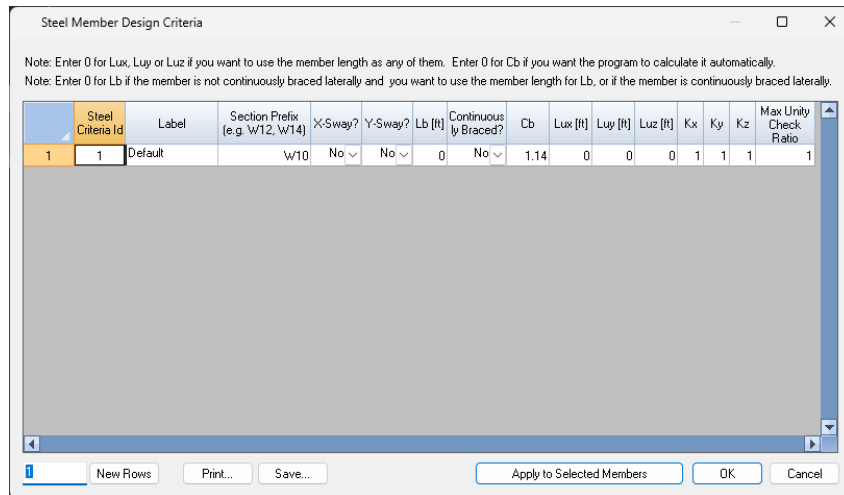 Steel Member Design Criteria
Note: Enter 0 for Lux, Luy or Luz if you want to use the member length as any of them.  Enter 0 for Cb if you want the program to calculate it automatically.
Note: Enter 0 for Lb if the member is not continuously braced laterally and  you want to use the member length for Lb, or if the member is continuously braced laterally.
Steel Criteria Id Label Section Prefix (e.g. W12, W14) X-Sway? Y-Sway? Lb [ft] Continuously Braced? Cb Lux [ft] Luy [ft] Luz [ft] Kx Ky Kz Max Unity Check Ratio
1 1 Default W10 No No 0 No 1.14 0 0 0 1 1 1 1
1 New Rows Print... Save... Apply to Selected Members OK Cancel